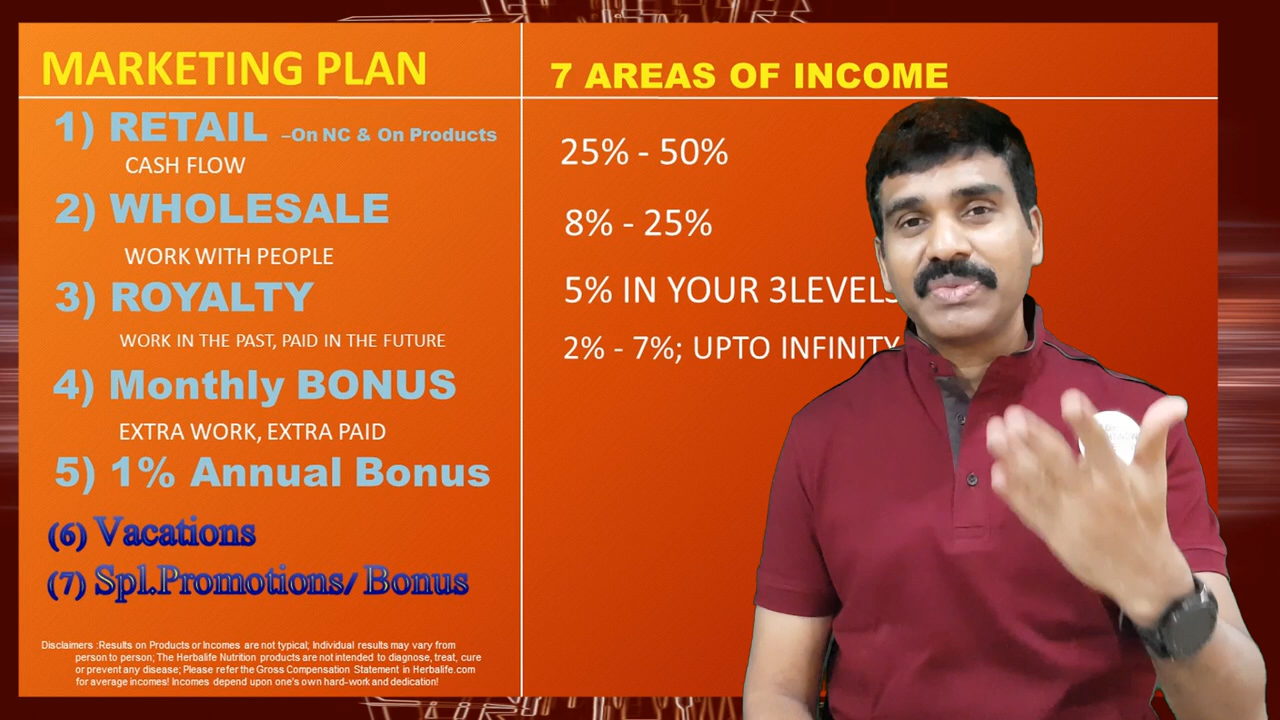 MARKETING PLAN
7 AREAS OF INCOME
1) RETAIL –On NC & On Products
CASH FLOW
25% - 50%
2) WHOLESALE
WORK WITH PEOPLE
8% - 25%
3) ROYALTY
WORK IN THE PAST, PAID IN THE FUTURE
5% IN YOUR 3LEVELS
4) Monthly BONUS
EXTRA WORK, EXTRA PAID
2% - 7%; UPTO INFINITY
5) 1% Annual Bonus
(6) Vacations
(7) Spl.Promotions/ Bonus
Disclaimers :Results on Products or Incomes are not typical; Individual results may vary from
person to person; The Herbalife Nutrition products are not intended to diagnose, treat, cure
or prevent any disease; Please refer the Gross Compensation Statement in Herbalife.com
for average incomes! Incomes depend upon one's own hard-work and dedication!